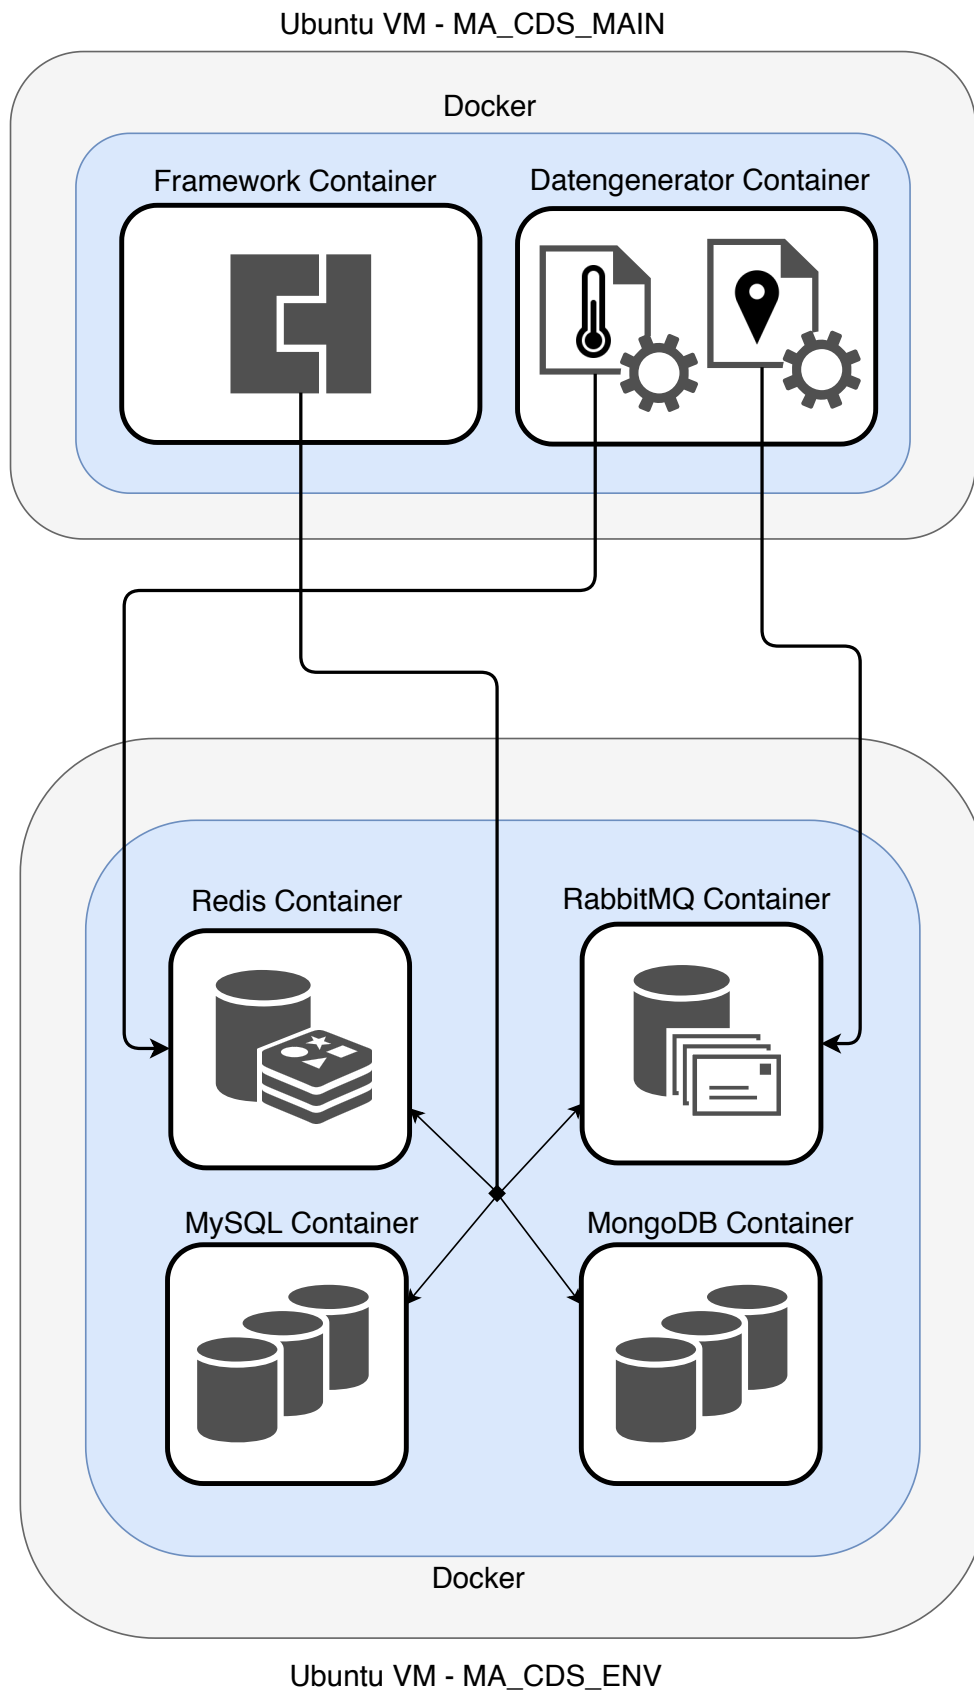 Ubuntu VM - MA_CDS_MAIN
Docker
Framework Container
Datengenerator Container
Redis Container
RabbitMQ Container
MySQL Container
MongoDB Container
Docker
Ubuntu VM - MA_CDS_ENV